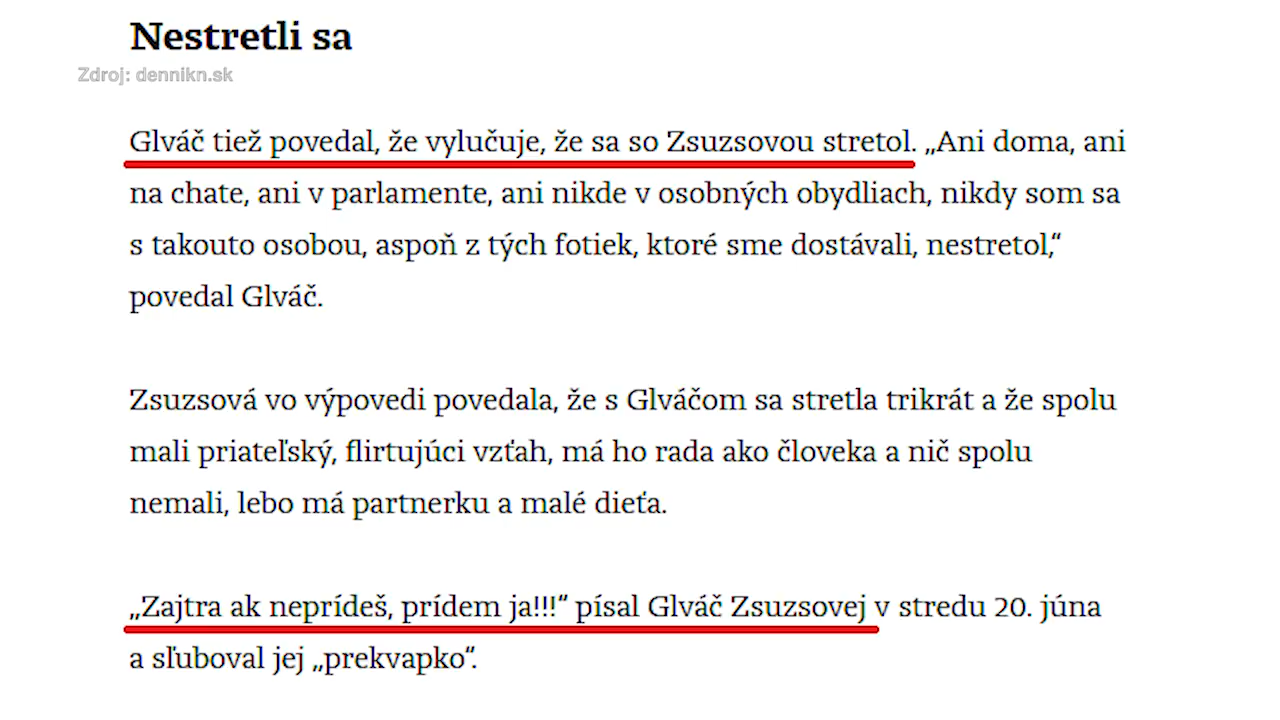 Nestretli sa
Zdroj: dennikn.sk
Glváč tiež povedal, že vylučuje, že sa so Zsuzsovou stretol. „Ani doma, ani
na chate, ani v parlamente, ani nikde v osobných obydliach, nikdy som sa
s takouto osobou, aspoň z tých fotiek, ktoré sme dostávali, nestretol,“
povedal Glváč.
Zsuzsová vo výpovedi povedala, že s Glváčom sa stretla trikrát a že spolu
mali priateľský, flirtujúci vzťah, má ho rada ako človeka a nič spolu
nemali, lebo má partnerku a malé dieťa.
„Zajtra ak neprídeš, prídem ja!!!“ písal Glváč Zsuzsovej v stredu 20. júna
a sľuboval jej „prekvapko“.